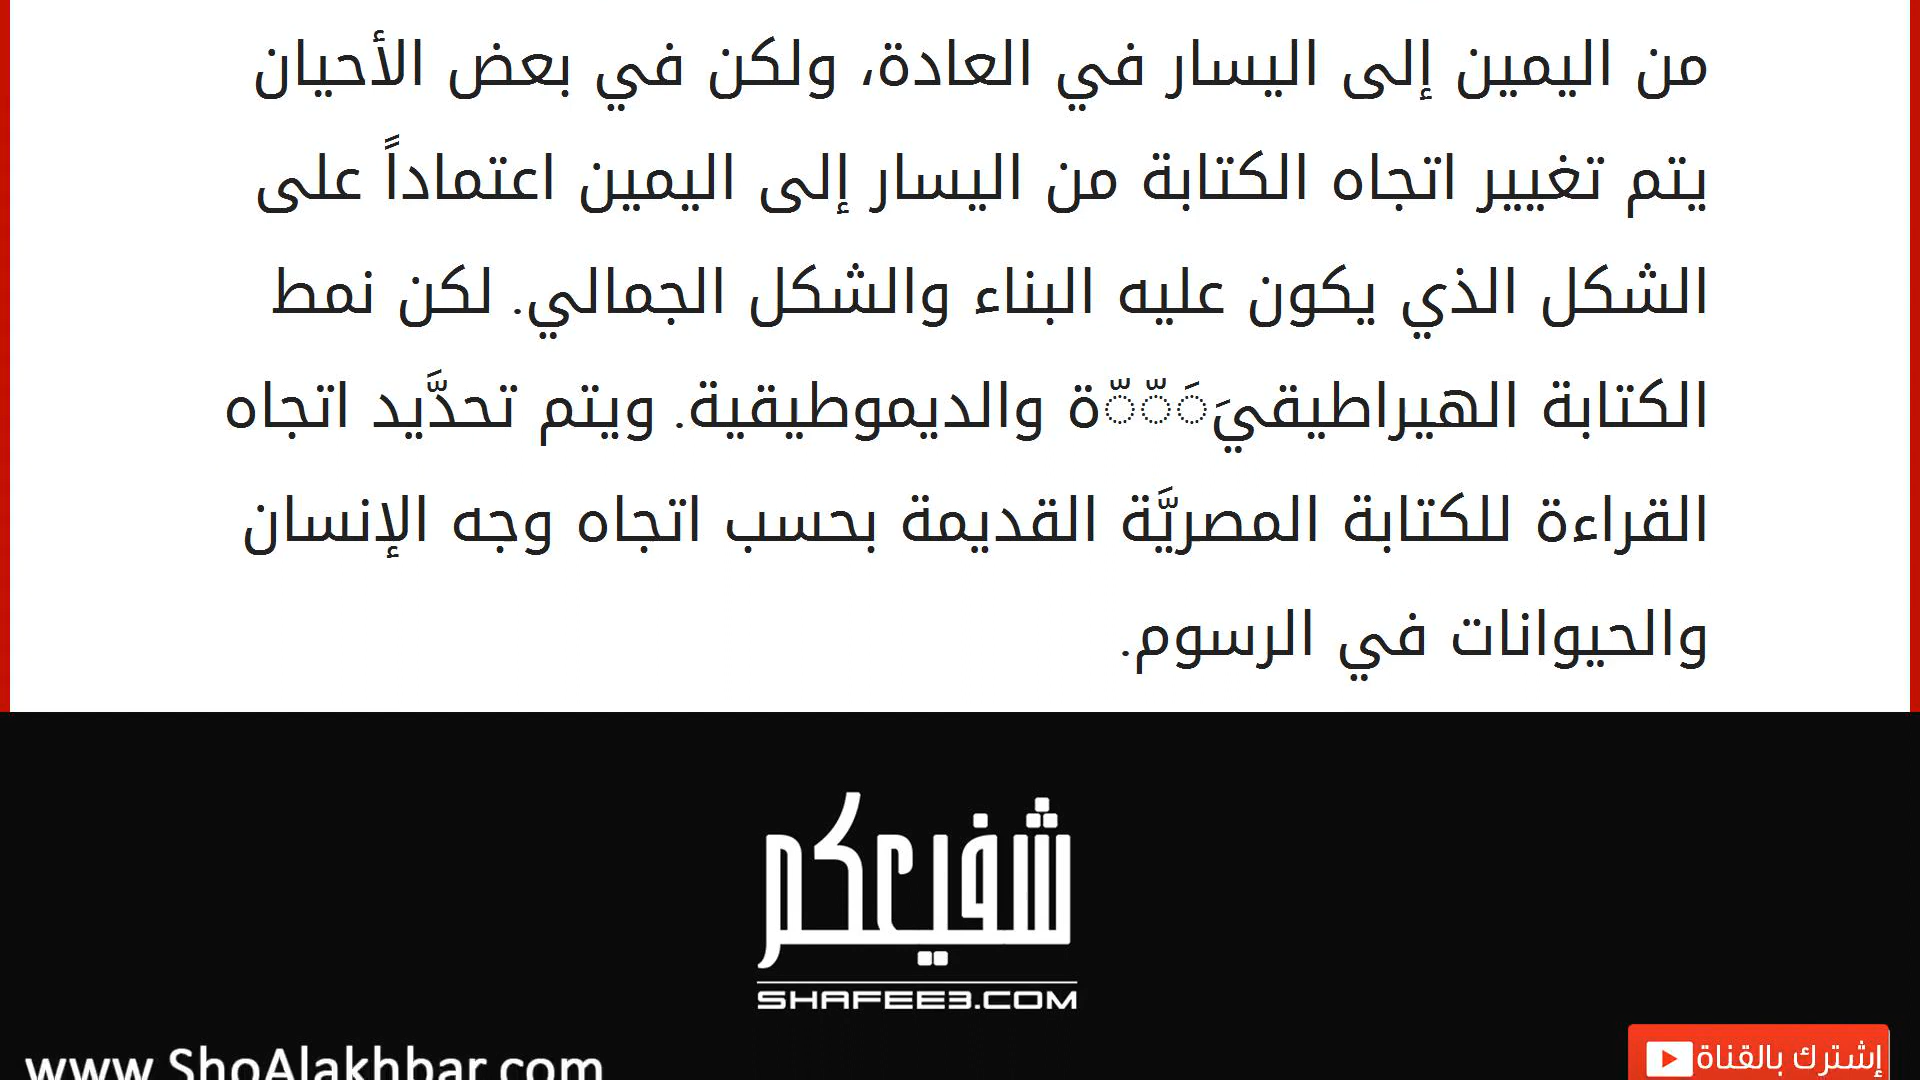 من اليمين إلى اليسار في العادة، ولكن في بعض الأحيان
يتم تغيير اتجاه الكتابة من اليسار إلى اليمين اعتماداً على
الشكل الذي يكون عليه البناء والشكل الجمالي. لكن نمط
الكتابة الهيراطيقيََّّة والديموطيقية. ويتم تحدَّيد اتجاه
القراءة للكتابة المصريَّة القديمة بحسب اتجاه وجه الإنسان
والحيوانات في الرسوم.
شفيعكم
SHAFEE3.COM
www.ShoAlakhbar.com
إشترك بالقناة